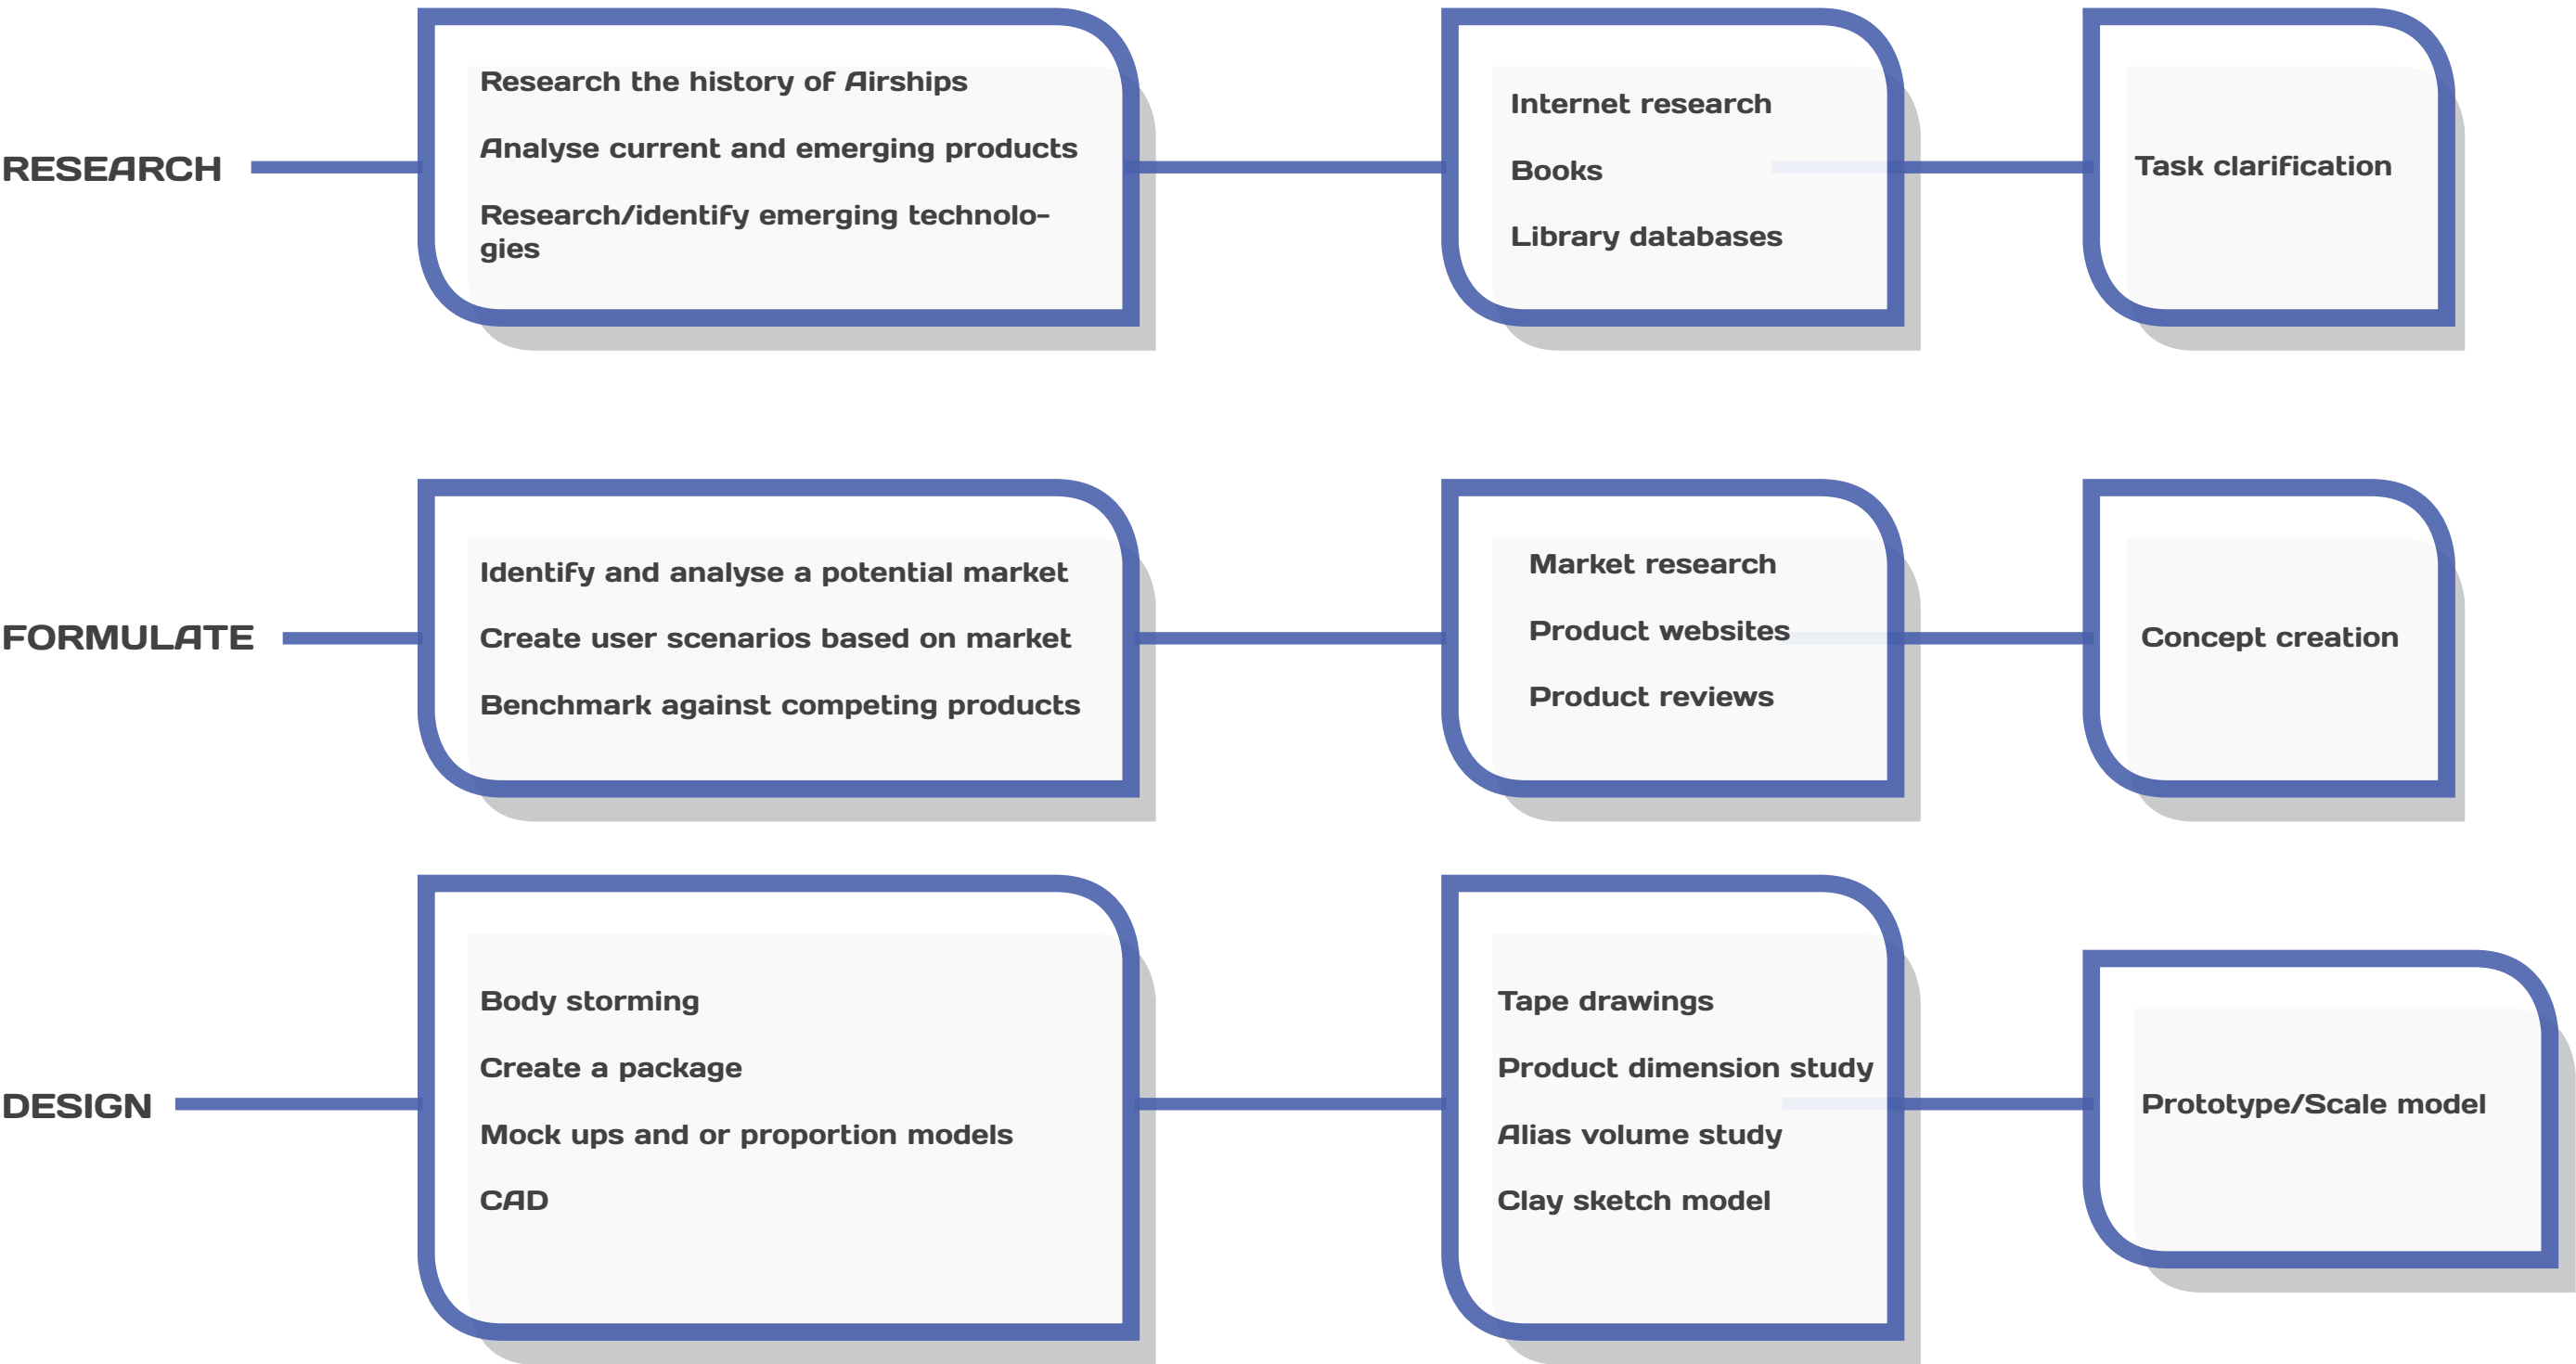 RESEARCH
Research the history of Airships
Analyse current and emerging products
Research/identify emerging technolo-
gies
Internet research
Books
Library databases
Task clarification
FORMULATE
Identify and analyse a potential market
Create user scenarios based on market
Benchmark against competing products
Market research
Product websites
Product reviews
Concept creation
DESIGN
Body storming
Create a package
Mock ups and or proportion models
CAD
Tape drawings
Product dimension study
Alias volume study
Clay sketch model
Prototype/Scale model